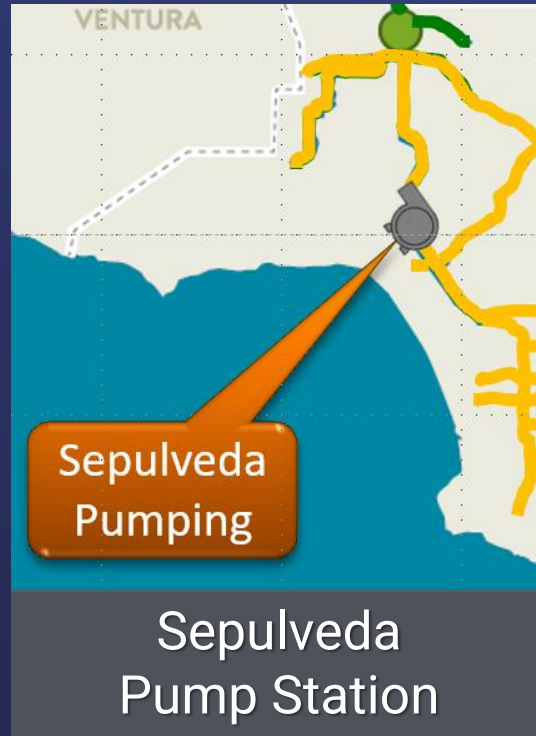 VENTURA
Sepulveda
Pumping
Sepulveda
Pump Station